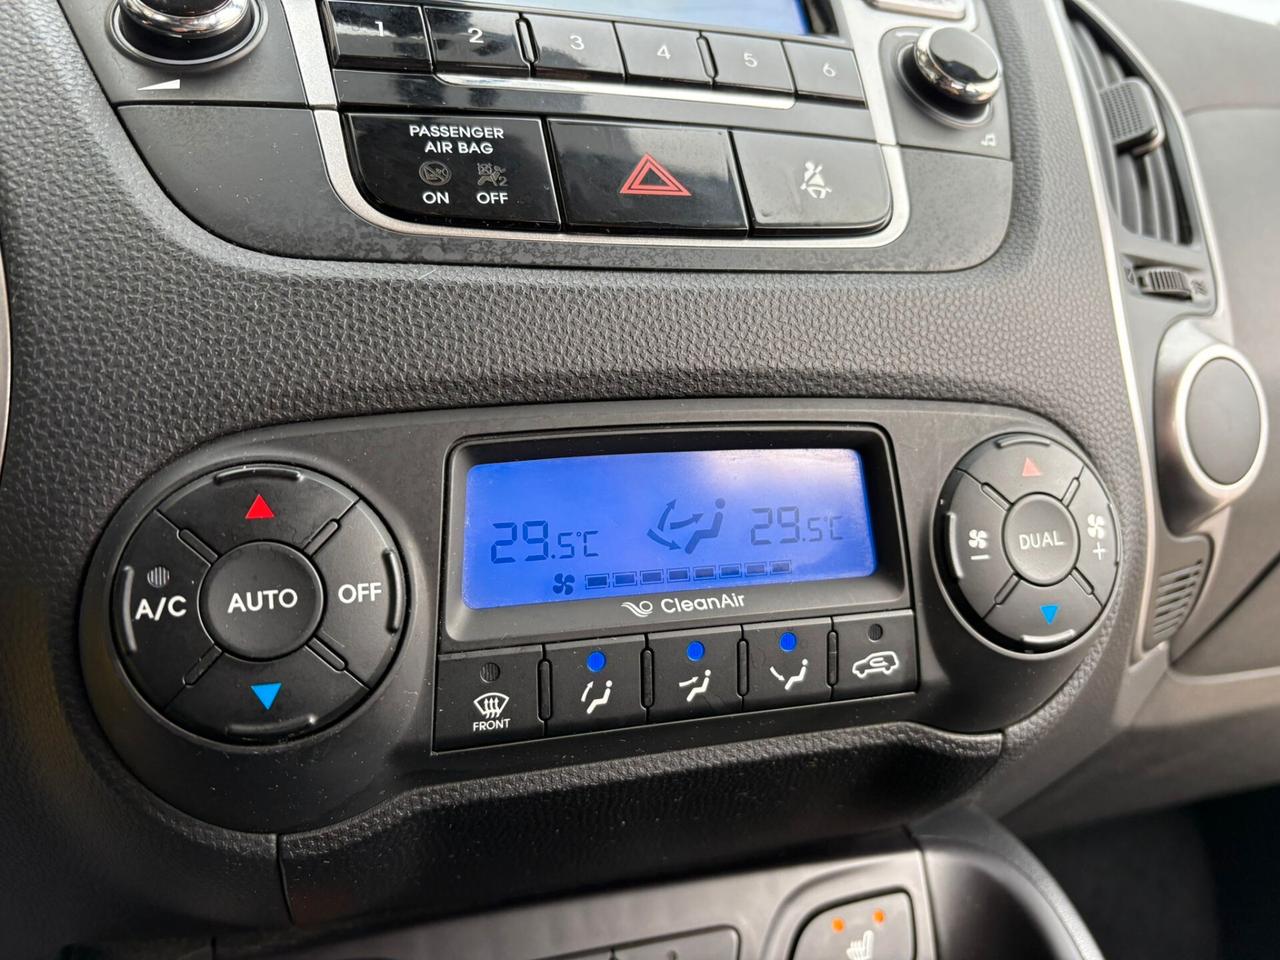 1 2 3 4 5 6
PASSENGER
AIR BAG
ON OFF
29.5°C 29.5°C
CleanAir
A/C AUTO OFF
DUAL
FRONT